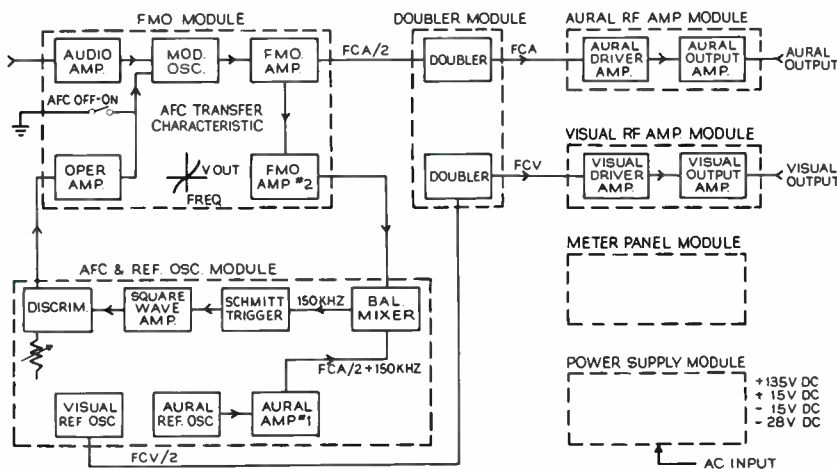 FMO MODULE
AUDIO
AMP.
MOD.
OSC.
FMO.
AMP.
FCA/2
AFC OFF-ON
AFC TRANSFER
CHARACTERISTIC
OPER
AMP.
V OUT
FREQ
FMO
AMP #2
DOUBLER MODULE
DOUBLER
FCA
DOUBLER
FCV
AURAL RF AMP MODULE
AURAL
DRIVER
AMP.
AURAL
OUTPUT
AMP.
AURAL
OUTPUT
VISUAL RF AMP. MODULE
VISUAL
DRIVER
AMP.
VISUAL
OUTPUT
AMP.
VISUAL
OUTPUT
METER PANEL MODULE
AFC & REF. OSC. MODULE
DISCRIM.
SQUARE
WAVE
AMP.
SCHMITT
TRIGGER
150KHZ
BAL.
MIXER
FCA/2+150KHZ
VISUAL
REF OSC
AURAL
REF. OSC
AURAL
AMP#1
FCV/2
POWER SUPPLY MODULE
+135V DC
+ 15V DC
- 15V DC
- 28V DC
AC INPUT